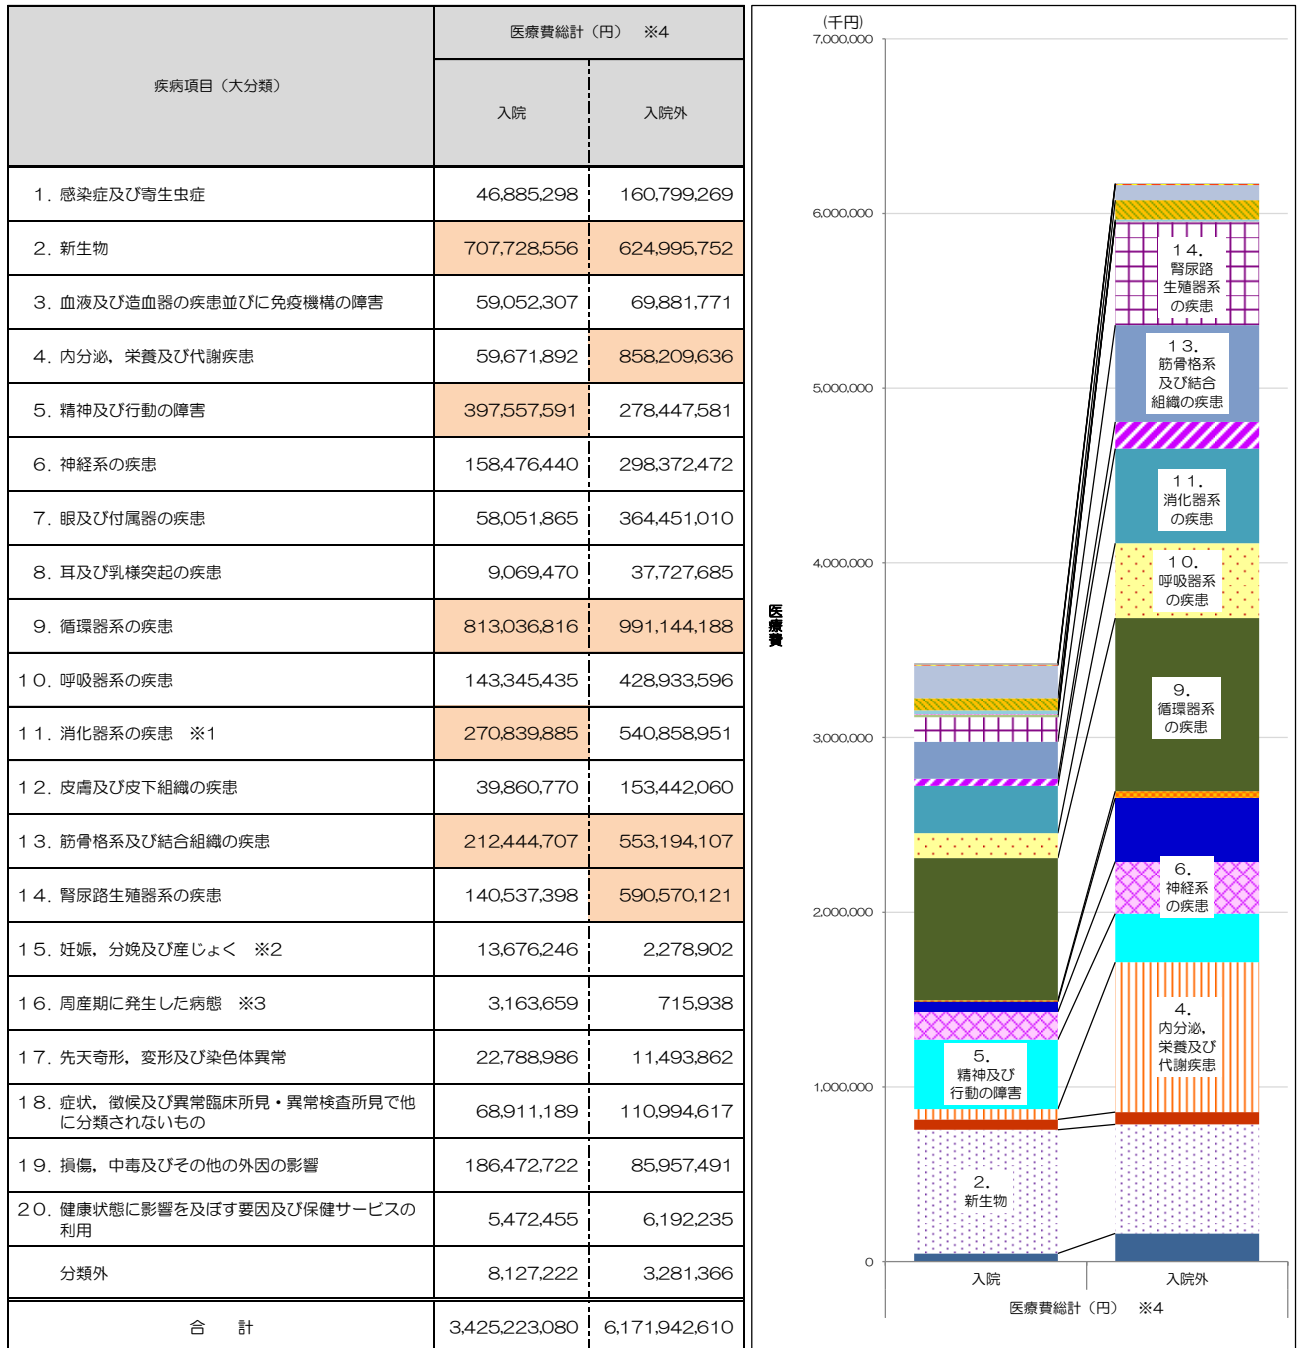 疾病項目（大分類）
医療費総計（円）　※4
入院
入院外
1. 感染症及び寄生虫症 46,885,298 160,799,269
2. 新生物 707,728,556 624,995,752
3. 血液及び造血器の疾患並びに免疫機構の障害 59,052,307 69,881,771
4. 内分泌，栄養及び代謝疾患 59,671,892 858,209,636
5. 精神及び行動の障害 397,557,591 278,447,581
6. 神経系の疾患 158,476,440 298,372,472
7. 眼及び付属器の疾患 58,051,865 364,451,010
8. 耳及び乳様突起の疾患 9,069,470 37,727,685
9. 循環器系の疾患 813,036,816 991,144,188
10. 呼吸器系の疾患 143,345,435 428,933,596
11. 消化器系の疾患　※1 270,839,885 540,858,951
12. 皮膚及び皮下組織の疾患 39,860,770 153,442,060
13. 筋骨格系及び結合組織の疾患 212,444,707 553,194,107
14. 腎尿路生殖器系の疾患 140,537,398 590,570,121
15. 妊娠，分娩及び産じょく　※2 13,676,246 2,278,902
16. 周産期に発生した病態　※3 3,163,659 715,938
17. 先天奇形，変形及び染色体異常 22,788,986 11,493,862
18. 症状，徴候及び異常臨床所見・異常検査所見で他
に分類されないもの 68,911,189 110,994,617
19. 損傷，中毒及びその他の外因の影響 186,472,722 85,957,491
20. 健康状態に影響を及ぼす要因及び保健サービスの
利用 5,472,455 6,192,235
分類外 8,127,222 3,281,366
合　計 3,425,223,080 6,171,942,610
(千円)
7,000,000
6,000,000
5,000,000
4,000,000
3,000,000
2,000,000
1,000,000
0
医療費
14.
腎尿路
生殖器系
の疾患
13.
筋骨格系
及び結合
組織の疾患
11.
消化器系
の疾患
10.
呼吸器系
の疾患
9.
循環器系
の疾患
6.
神経系
の疾患
4.
内分泌，
栄養及び
代謝疾患
5.
精神及び
行動の障害
2.
新生物
入院
入院外
医療費総計（円）　※4